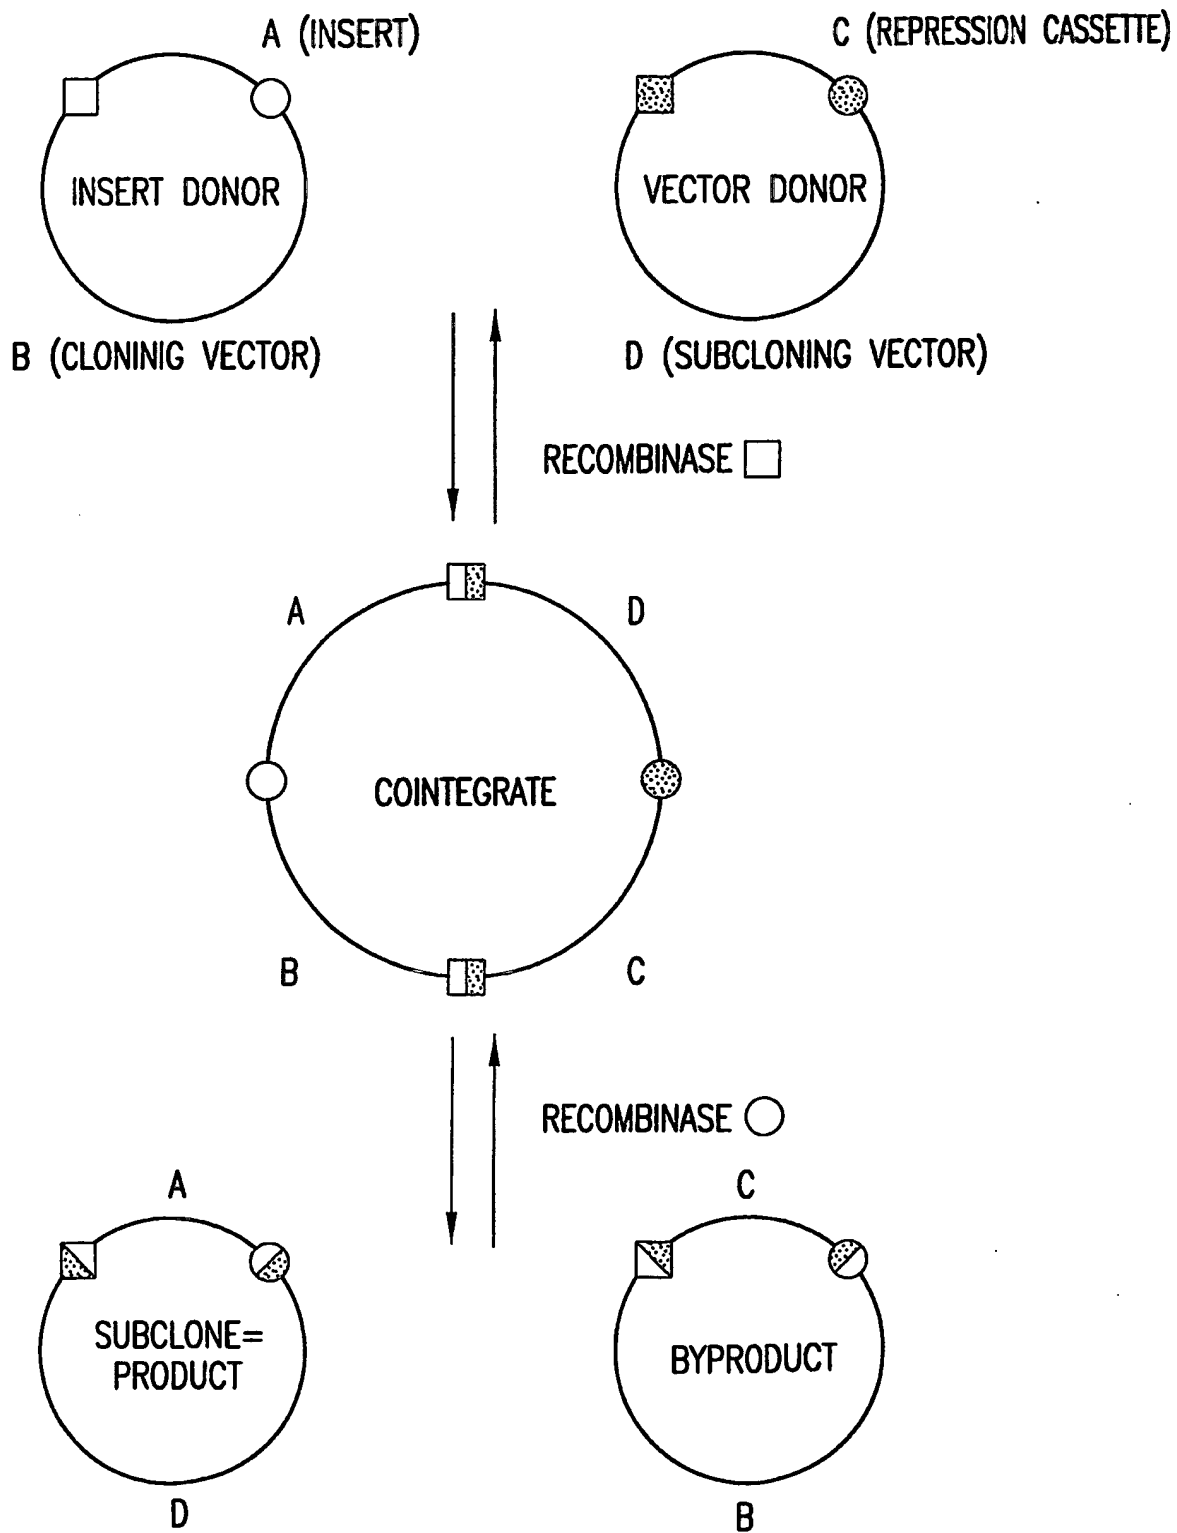 A (INSERT)
C (REPRESSION CASSETTE)
INSERT DONOR
VECTOR DONOR
B (CLONINIG VECTOR)
D (SUBCLONING VECTOR)
RECOMBINASE
A
D
COINTEGRATE
B
C
RECOMBINASE
A
C
SUBCLONE=
PRODUCT
BYPRODUCT
D
B